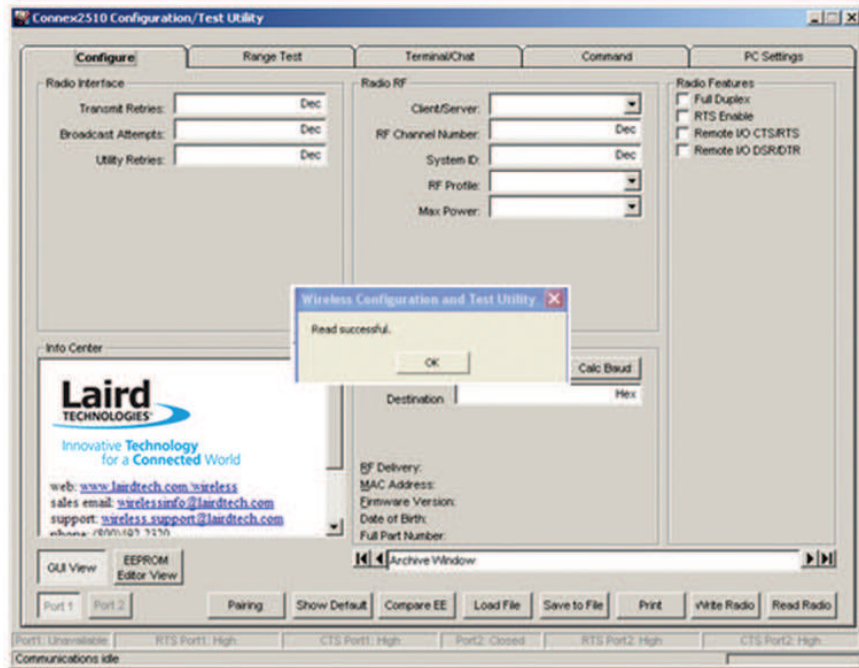 Connex2510 Configuration/Test Utility
Configure Range Test Terminal/Chat Command PC Settings
Radio Interface
Transmit Retries: Dec
Broadcast Attempts: Dec
Utility Retries: Dec
Radio RF
Client/Server:
RF Channel Number: Dec
System ID: Dec
RF Profile:
Max Power:
Radio Features
Full Duplex
RTS Enable
Remote I/O CTS/RTS
Remote I/O DSR/DTR
Wireless Configuration and Test Utility
Read successful.
OK
Info Center
Laird
TECHNOLOGIES
Innovative Technology
for a Connected World
web: www.lairdtech.com/wireless
sales email: wirelessinfo@lairdtech.com
support: wireless.support@lairdtech.com
phone: (800)492-2320
Calc Baud
Destination Hex
RF Delivery:
MAC Address:
Firmware Version:
Date of Birth:
Full Part Number:
GUI View
EEPROM
Editor View
Archive Window
Port 1 Port 2 Pairing Show Default Compare EE Load File Save to File Print Write Radio Read Radio
Port1: Unavailable RTS Port1: High CTS Port1: High Port2: Closed RTS Port2: High CTS Port2: High
Communications idle